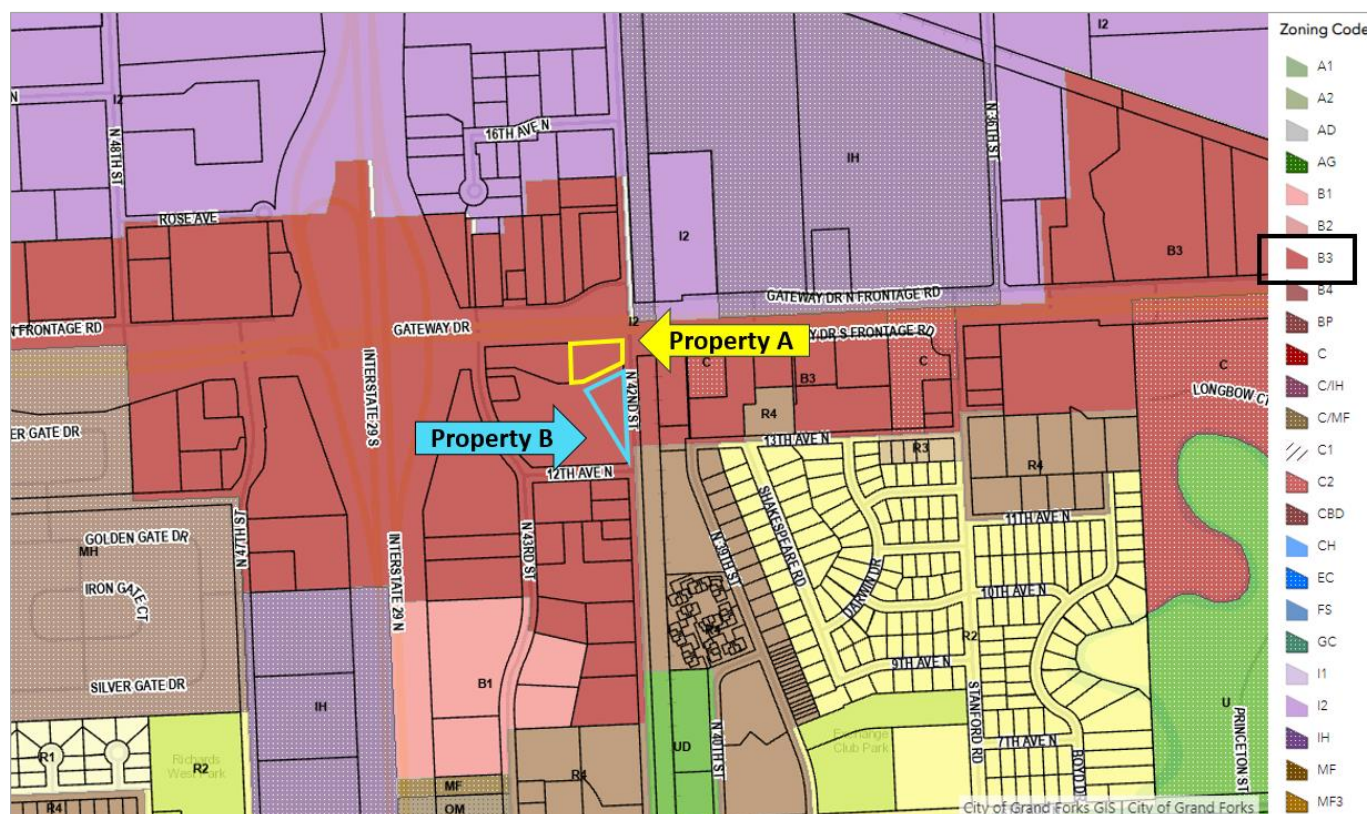 I2
I2
N
I2
N 48TH ST
16TH AVE N
N 36TH ST
IH
ROSE AVE
I2
B3
GATEWAY DR N FRONTAGE RD
N FRONTAGE RD
GATEWAY DR
I2
Property A
Y DR S FRONTAGE RD
INTERSTATE 29 S
N 42ND ST
C
B3
C
C
LONGBOW CT
R4
ER GATE DR
Property B
13TH AVE N
R3
R4
12TH AVE N
N 47TH ST
GOLDEN GATE DR
MH
IRON GATE CT
INTERSTATE 29 N
N 43RD ST
N 39TH ST
SHAKESPEARE RD
DARWIN DR
11TH AVE N
10TH AVE N
R2
9TH AVE N
SILVER GATE DR
IH
B1
U
PRINCETON ST
STANFORD RD
UD
N 40TH ST
7TH AVE N
BOYD DR
Exchange
Club Park
R1
Richards
West Park
R2
R4
R4
MF
OM
City of Grand Forks GIS | City of Grand Forks
Zoning Code
A1
A2
AD
AG
B1
B2
B3
B4
BP
C
C/IH
C/MF
C1
C2
CBD
CH
EC
FS
GC
I1
I2
IH
MF
MF3